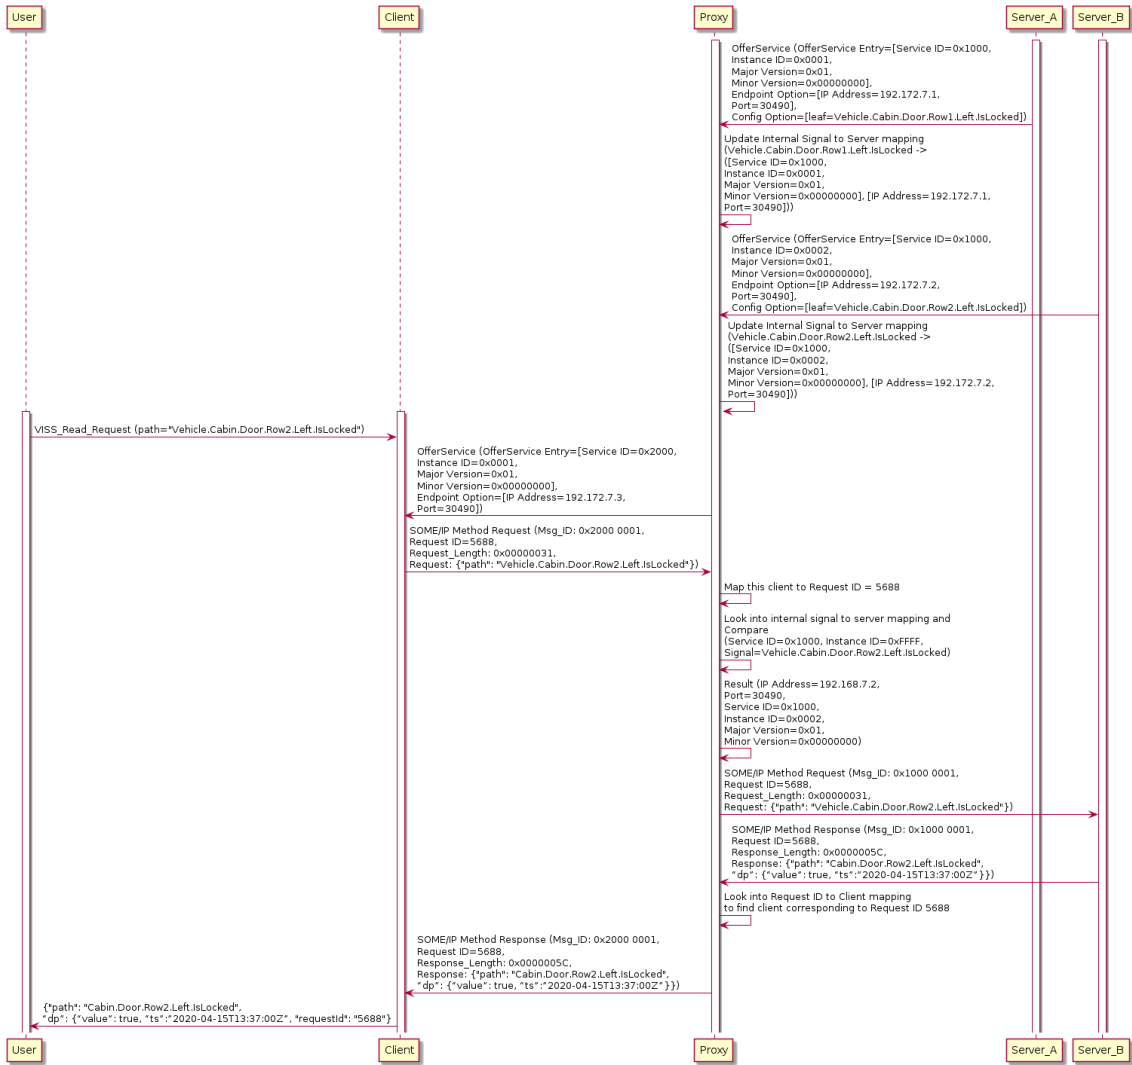 User
Client
Proxy
Server_A
Server_B
OfferService (OfferService Entry=[Service ID=0x1000,
Instance ID=0x0001,
Major Version=0x01,
Minor Version=0x00000000],
Endpoint Option=[IP Address=192.172.7.1,
Port=30490],
Config Option=[leaf=Vehicle.Cabin.Door.Row1.Left.IsLocked])
Update Internal Signal to Server mapping
(Vehicle.Cabin.Door.Row1.Left.IsLocked ->
([Service ID=0x1000,
Instance ID=0x0001,
Major Version=0x01,
Minor Version=0x00000000], [IP Address=192.172.7.1,
Port=30490]))
OfferService (OfferService Entry=[Service ID=0x1000,
Instance ID=0x0002,
Major Version=0x01,
Minor Version=0x00000000],
Endpoint Option=[IP Address=192.172.7.2,
Port=30490],
Config Option=[leaf=Vehicle.Cabin.Door.Row2.Left.IsLocked])
Update Internal Signal to Server mapping
(Vehicle.Cabin.Door.Row2.Left.IsLocked ->
([Service ID=0x1000,
Instance ID=0x0002,
Major Version=0x01,
Minor Version=0x00000000], [IP Address=192.172.7.2,
Port=30490]))
VISS_Read_Request (path="Vehicle.Cabin.Door.Row2.Left.IsLocked")
OfferService (OfferService Entry=[Service ID=0x2000,
Instance ID=0x0001,
Major Version=0x01,
Minor Version=0x00000000],
Endpoint Option=[IP Address=192.172.7.3,
Port=30490])
SOME/IP Method Request (Msg_ID: 0x2000 0001,
Request ID=5688,
Request_Length: 0x00000031,
Request: {"path": "Vehicle.Cabin.Door.Row2.Left.IsLocked"})
Map this client to Request ID = 5688
Look into internal signal to server mapping and
Compare
(Service ID=0x1000, Instance ID=0xFFFF,
Signal=Vehicle.Cabin.Door.Row2.Left.IsLocked)
Result (IP Address=192.168.7.2,
Port=30490,
Service ID=0x1000,
Instance ID=0x0002,
Major Version=0x01,
Minor Version=0x00000000)
SOME/IP Method Request (Msg_ID: 0x1000 0001,
Request ID=5688,
Request_Length: 0x00000031,
Request: {"path": "Vehicle.Cabin.Door.Row2.Left.IsLocked"})
SOME/IP Method Response (Msg_ID: 0x1000 0001,
Request ID=5688,
Response_Length: 0x0000005C,
Response: {"path": "Cabin.Door.Row2.Left.IsLocked",
“dp”: {“value”: true, “ts”:“2020-04-15T13:37:00Z”}})
Look into Request ID to Client mapping
to find client corresponding to Request ID 5688
SOME/IP Method Response (Msg_ID: 0x2000 0001,
Request ID=5688,
Response_Length: 0x0000005C,
Response: {"path": "Cabin.Door.Row2.Left.IsLocked",
“dp”: {“value”: true, “ts”:“2020-04-15T13:37:00Z”}})
{"path": "Cabin.Door.Row2.Left.IsLocked",
“dp”: {“value”: true, “ts”:“2020-04-15T13:37:00Z”, "requestId": "5688"}
User
Client
Proxy
Server_A
Server_B